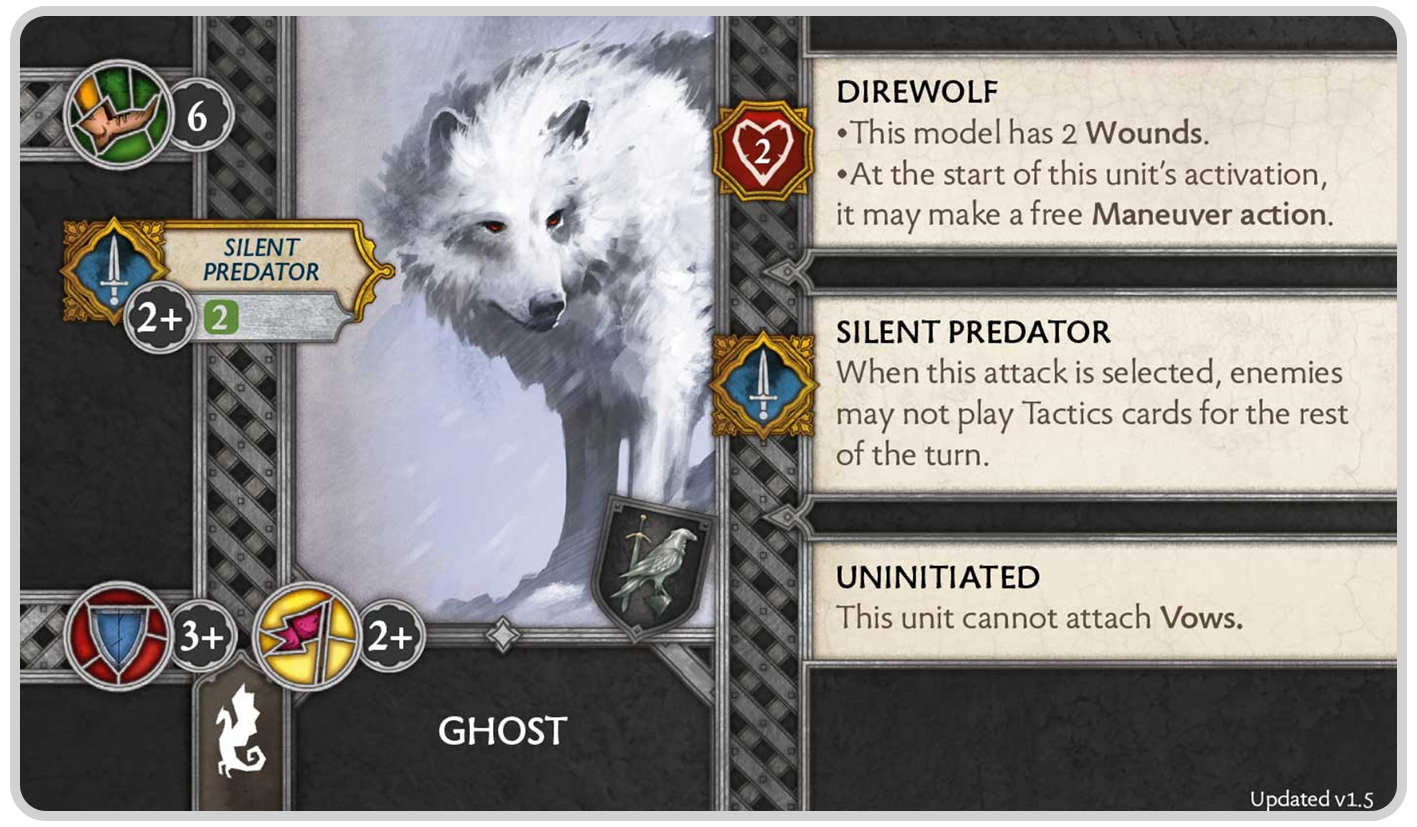 6
SILENT
PREDATOR
2+
2
3+
2+
GHOST
2
DIREWOLF
•This model has 2 Wounds.
•At the start of this unit's activation,
it may make a free Maneuver action.
SILENT PREDATOR
When this attack is selected, enemies
may not play Tactics cards for the rest
of the turn.
UNINITIATED
This unit cannot attach Vows.
Updated v1.5